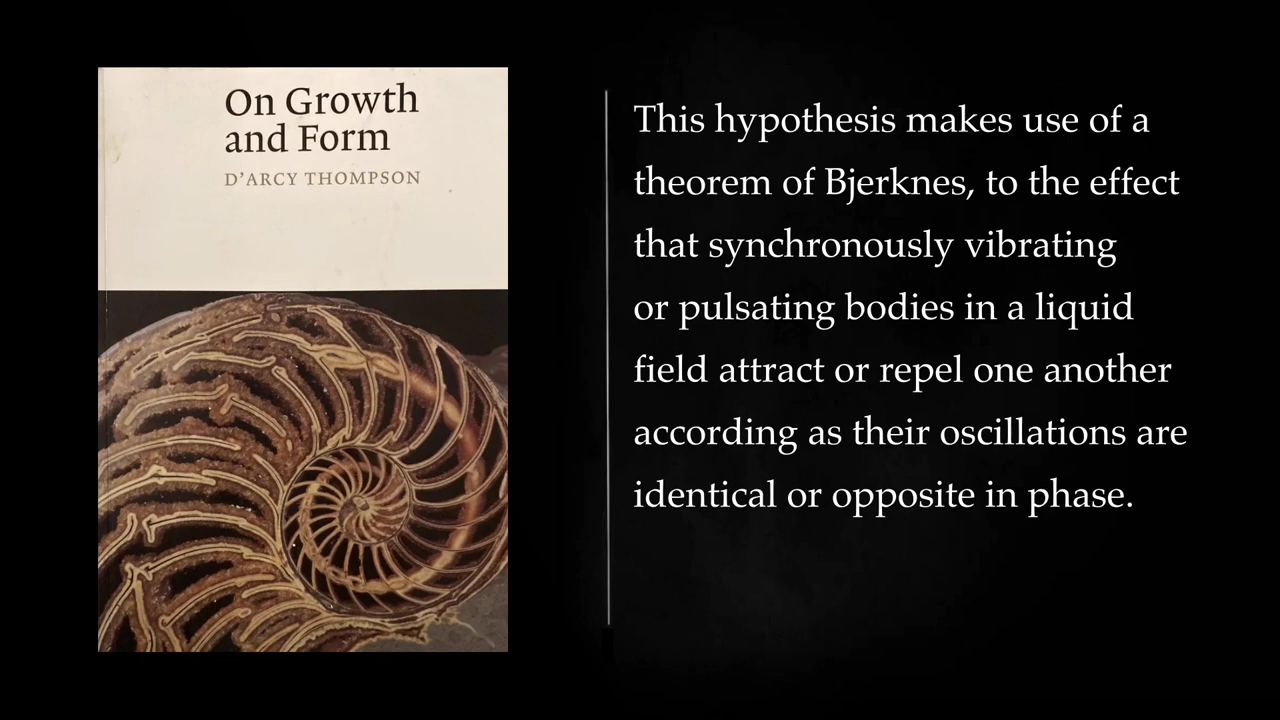 On Growth
and Form
D'ARCY THOMPSON
This hypothesis makes use of a
theorem of Bjerknes, to the effect
that synchronously vibrating
or pulsating bodies in a liquid
field attract or repel one another
according as their oscillations are
identical or opposite in phase.